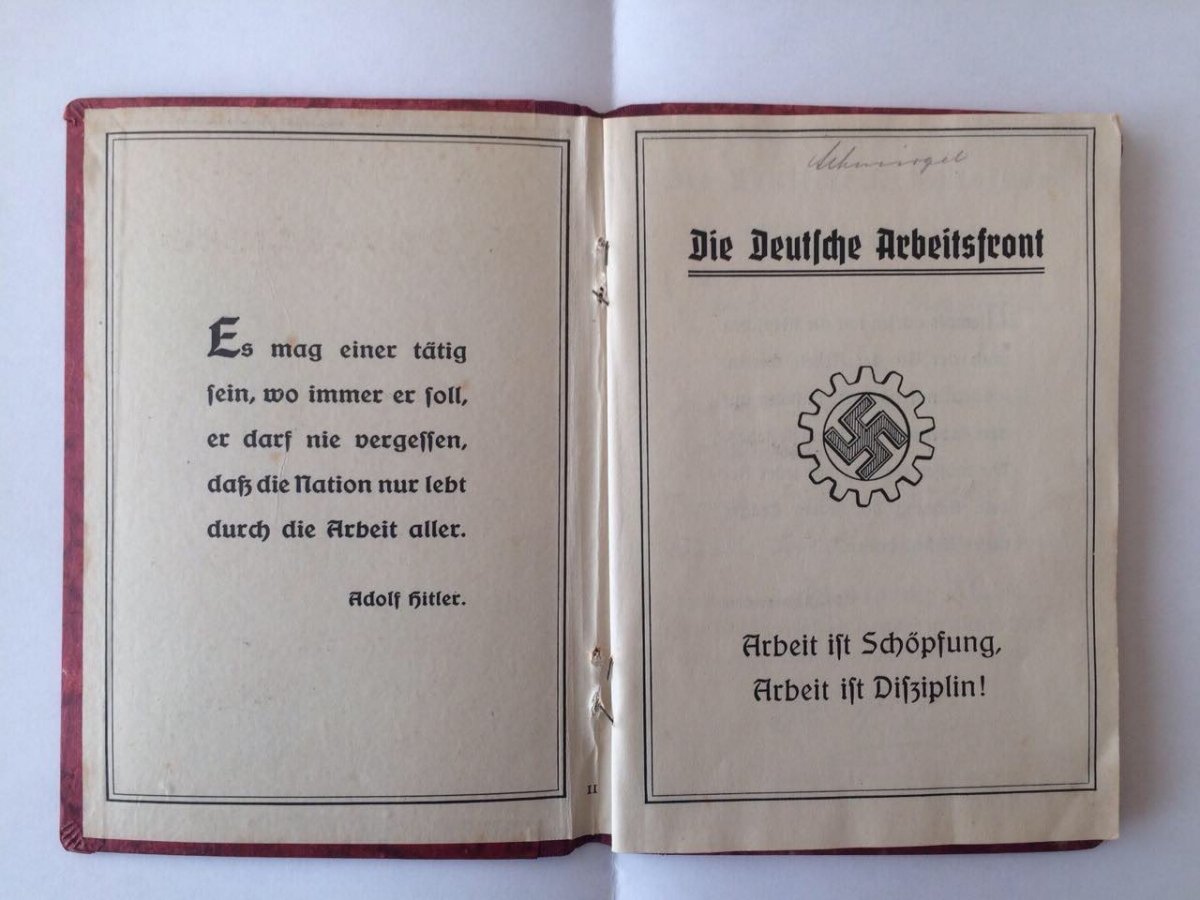 Es mag einer tätig
sein, wo immer er soll,
er darf nie vergessen,
daß die Nation nur lebt
durch die Arbeit aller.
Adolf Hitler.
11
Die Deutsche Arbeitsfront
Arbeit ist Schöpfung,
Arbeit ist Disziplin!